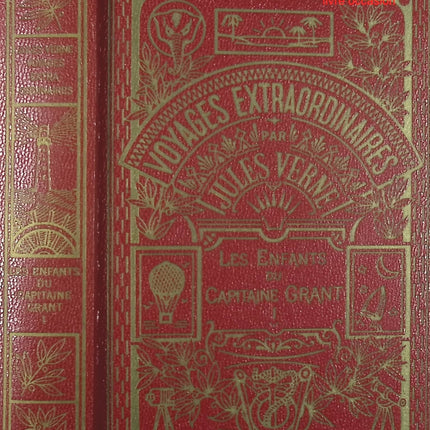 VOYAGES EXTRAORDINAIRES
PAR
JULES VERNE
LES ENFANTS
DU
CAPITAINE GRANT
I
LES ENFANTS
DU
CAPITAINE
GRANT
I